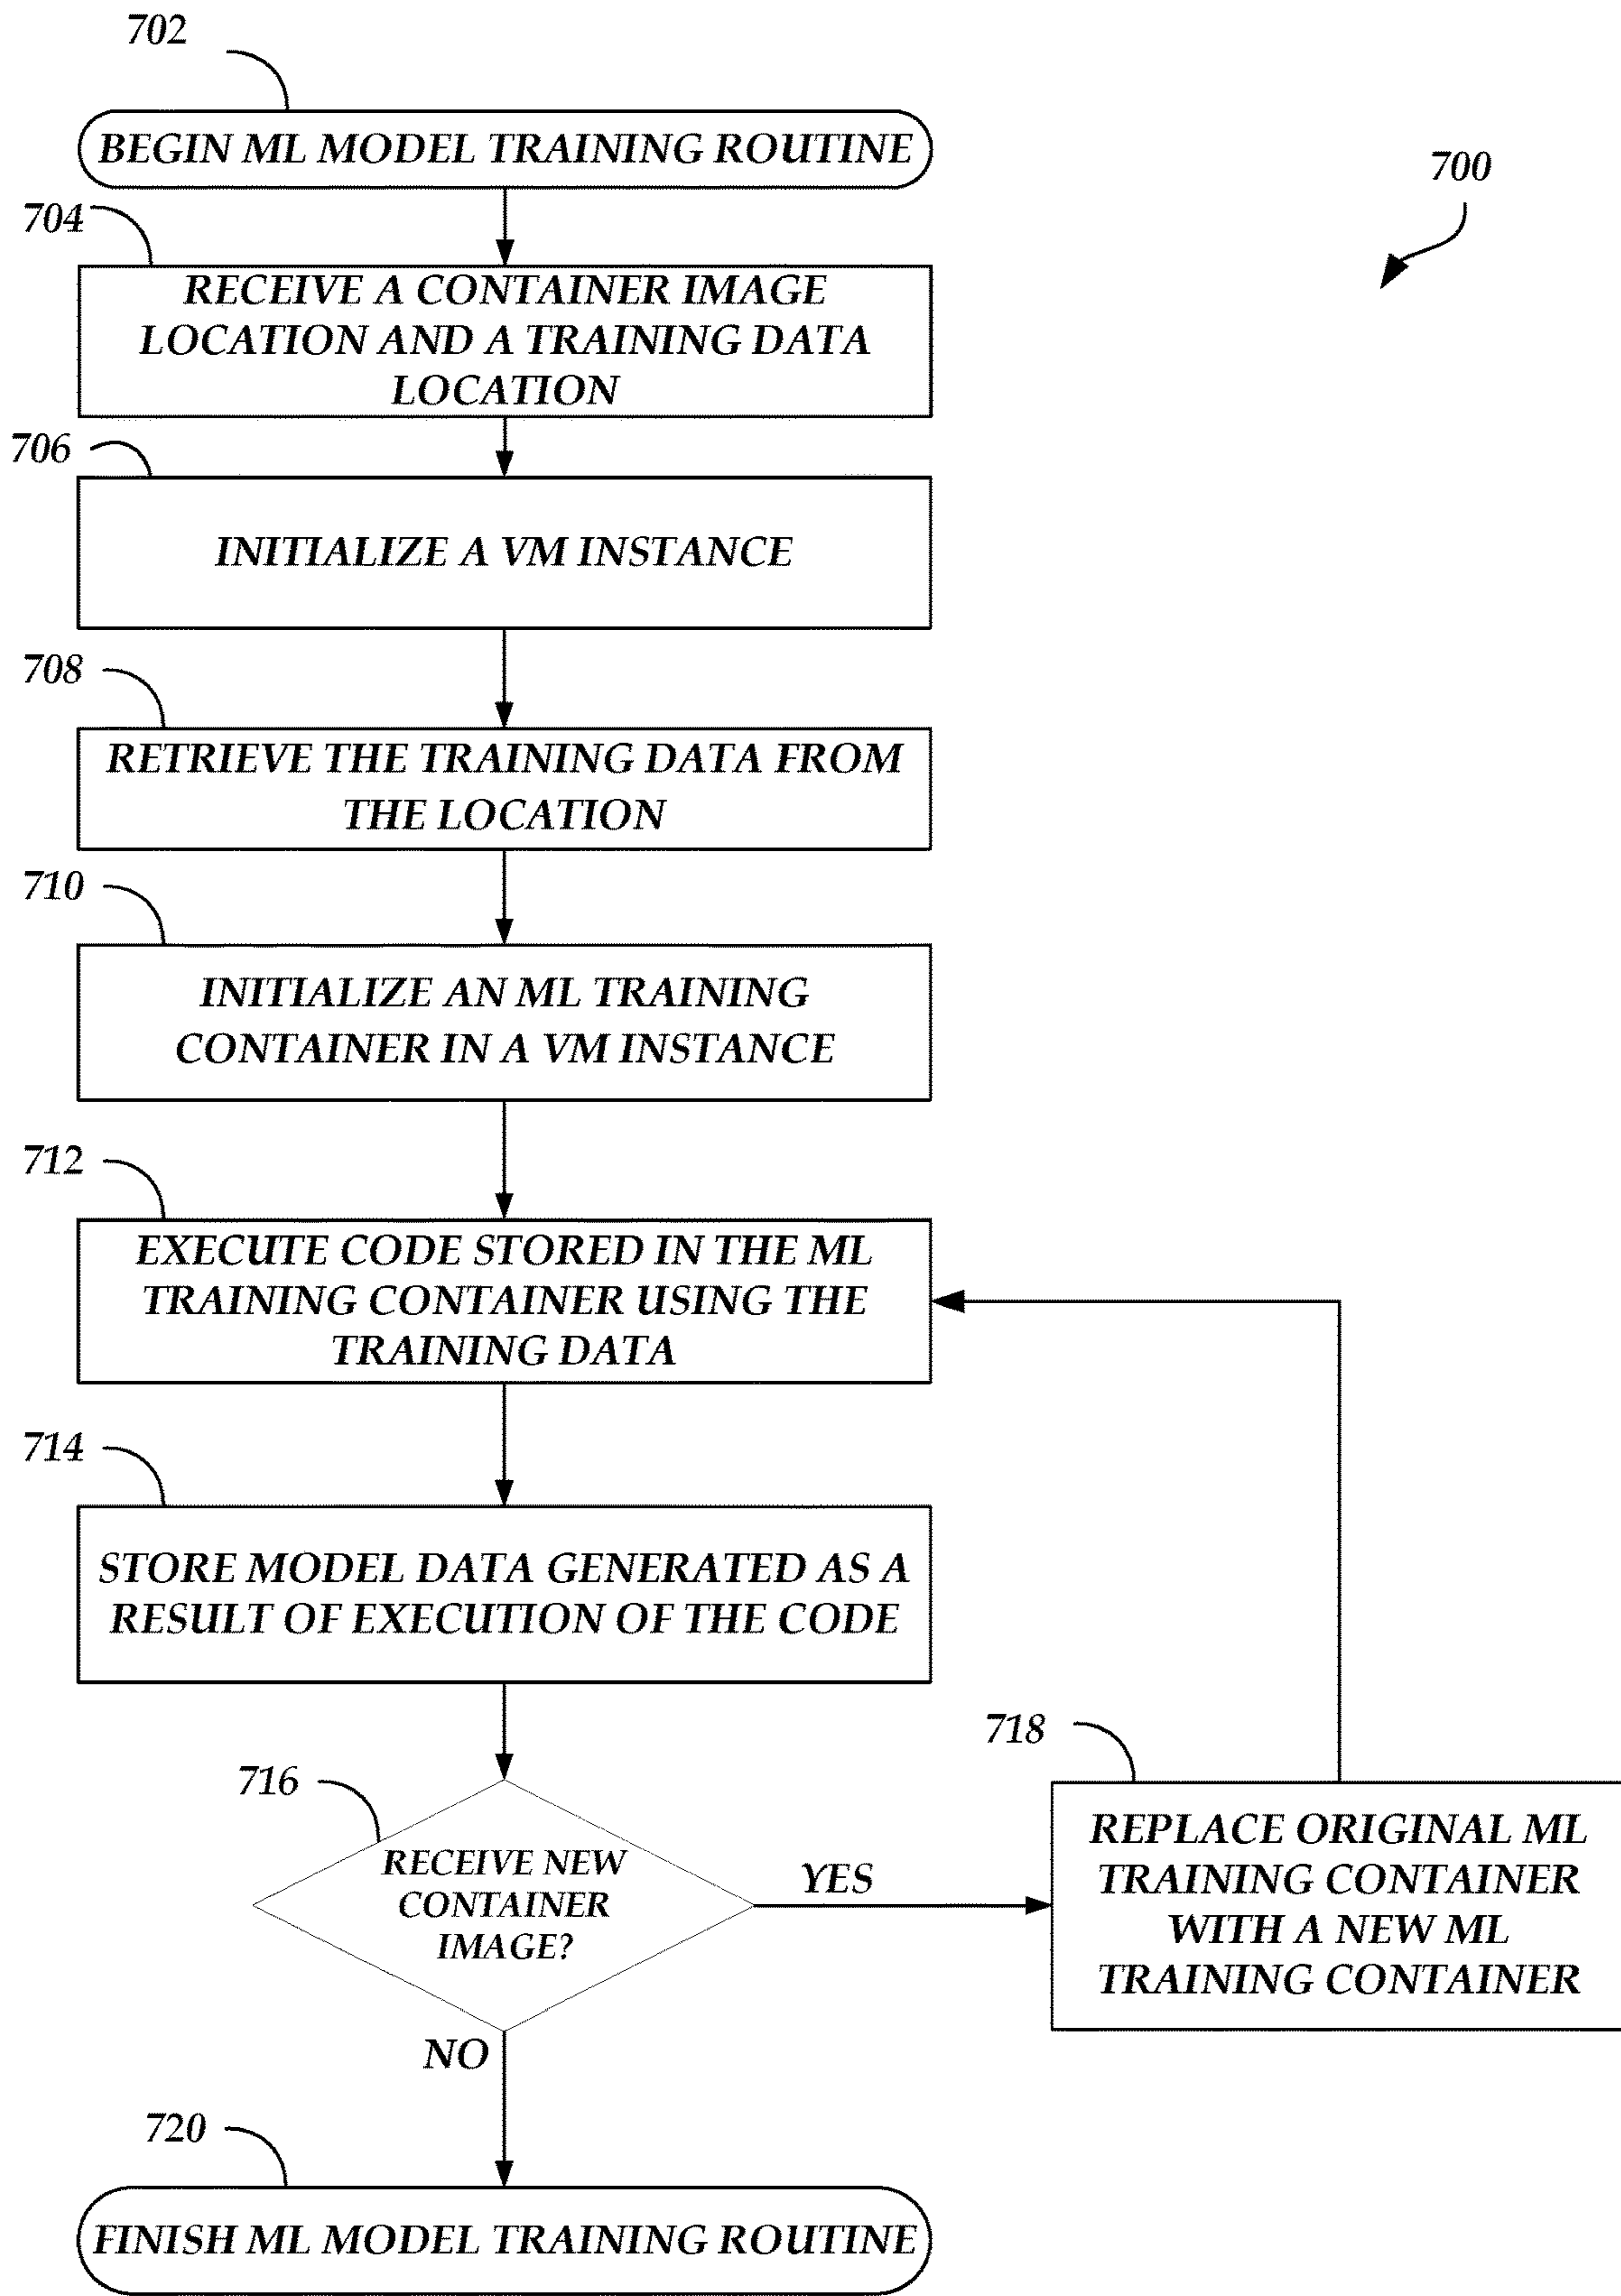 702
BEGIN ML MODEL TRAINING ROUTINE
700
704
RECEIVE A CONTAINER IMAGE
LOCATION AND A TRAINING DATA
LOCATION
706
INITIALIZE A VM INSTANCE
708
RETRIEVE THE TRAINING DATA FROM
THE LOCATION
710
INITIALIZE AN ML TRAINING
CONTAINER IN A VM INSTANCE
712
EXECUTE CODE STORED IN THE ML
TRAINING CONTAINER USING THE
TRAINING DATA
714
STORE MODEL DATA GENERATED AS A
RESULT OF EXECUTION OF THE CODE
716
RECEIVE NEW
CONTAINER
IMAGE?
YES
718
REPLACE ORIGINAL ML
TRAINING CONTAINER
WITH A NEW ML
TRAINING CONTAINER
NO
720
FINISH ML MODEL TRAINING ROUTINE